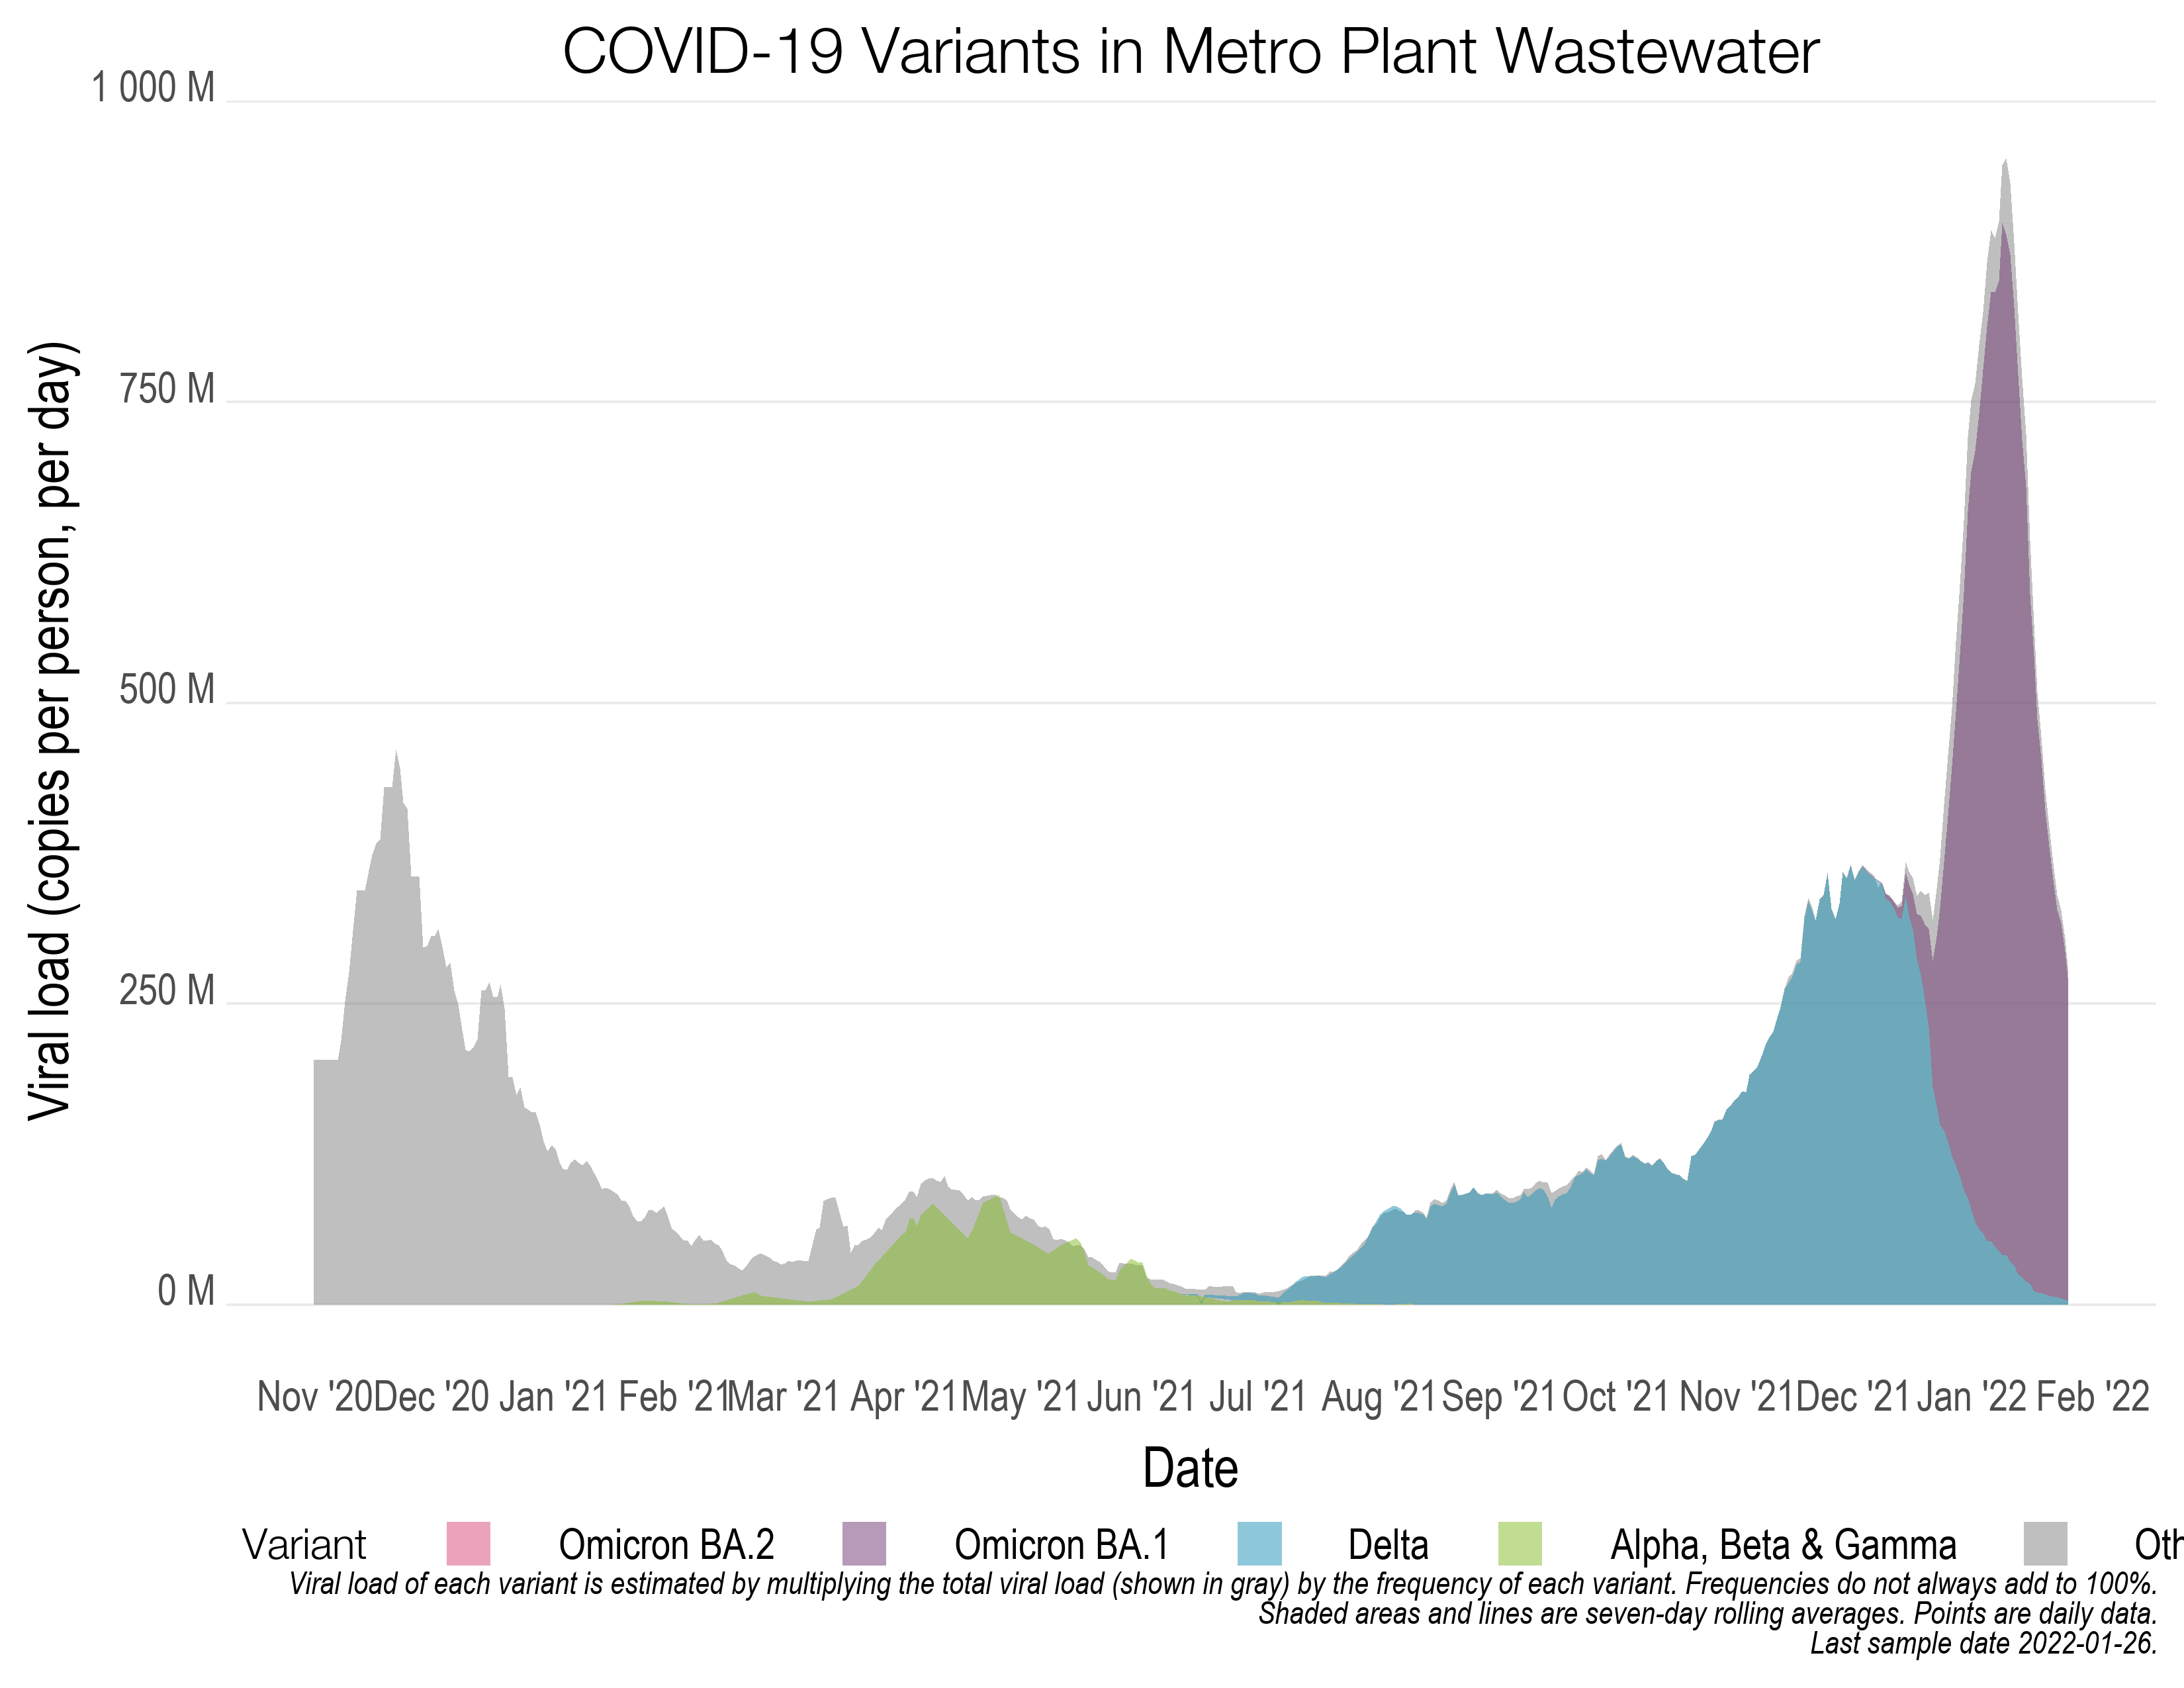 COVID-19 Variants in Metro Plant Wastewater
1 000 M
750 M
500 M
250 M
0 M
Viral load (copies per person, per day)
Nov '20 Dec '20 Jan '21 Feb '21 Mar '21 Apr '21 May '21 Jun '21 Jul '21 Aug '21 Sep '21 Oct '21 Nov '21 Dec '21 Jan '22 Feb '22
Date
Variant Omicron BA.2 Omicron BA.1 Delta Alpha, Beta & Gamma
Viral load of each variant is estimated by multiplying the total viral load (shown in gray) by the frequency of each variant. Frequencies do not always add to 100%.
Shaded areas and lines are seven-day rolling averages. Points are daily data.
Last sample date 2022-01-26.